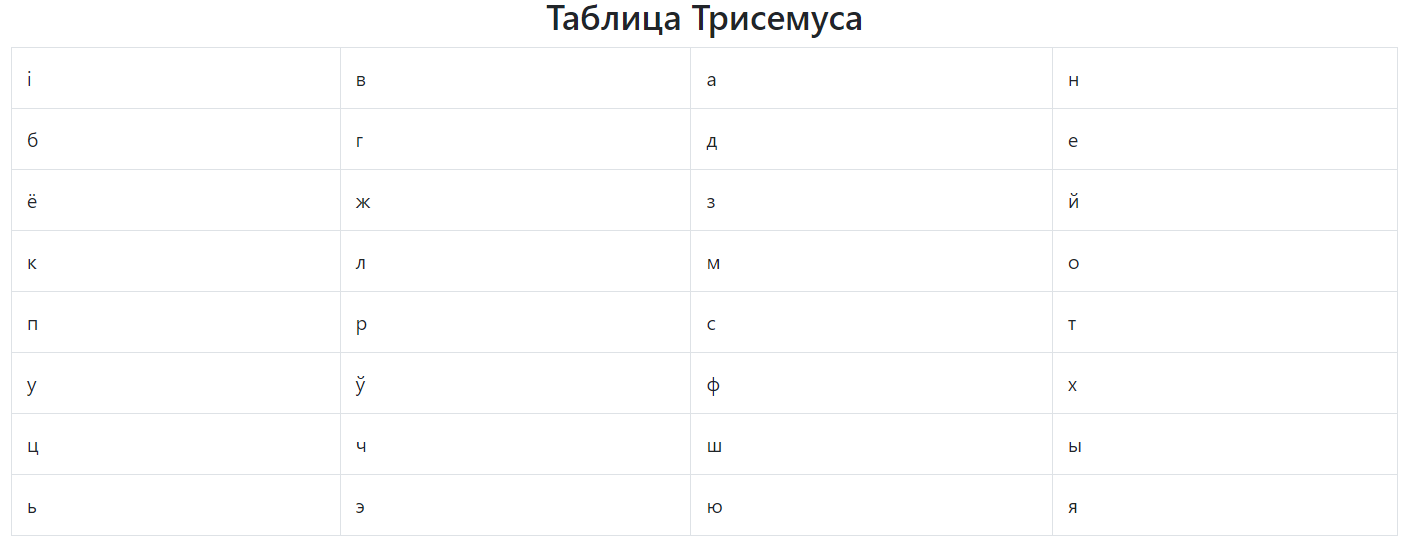 Таблица Трисемуса
і в а н
б г д е
ё ж з й
к л м о
п р с т
у ў ф х
ц ч ш ы
ь э ю я